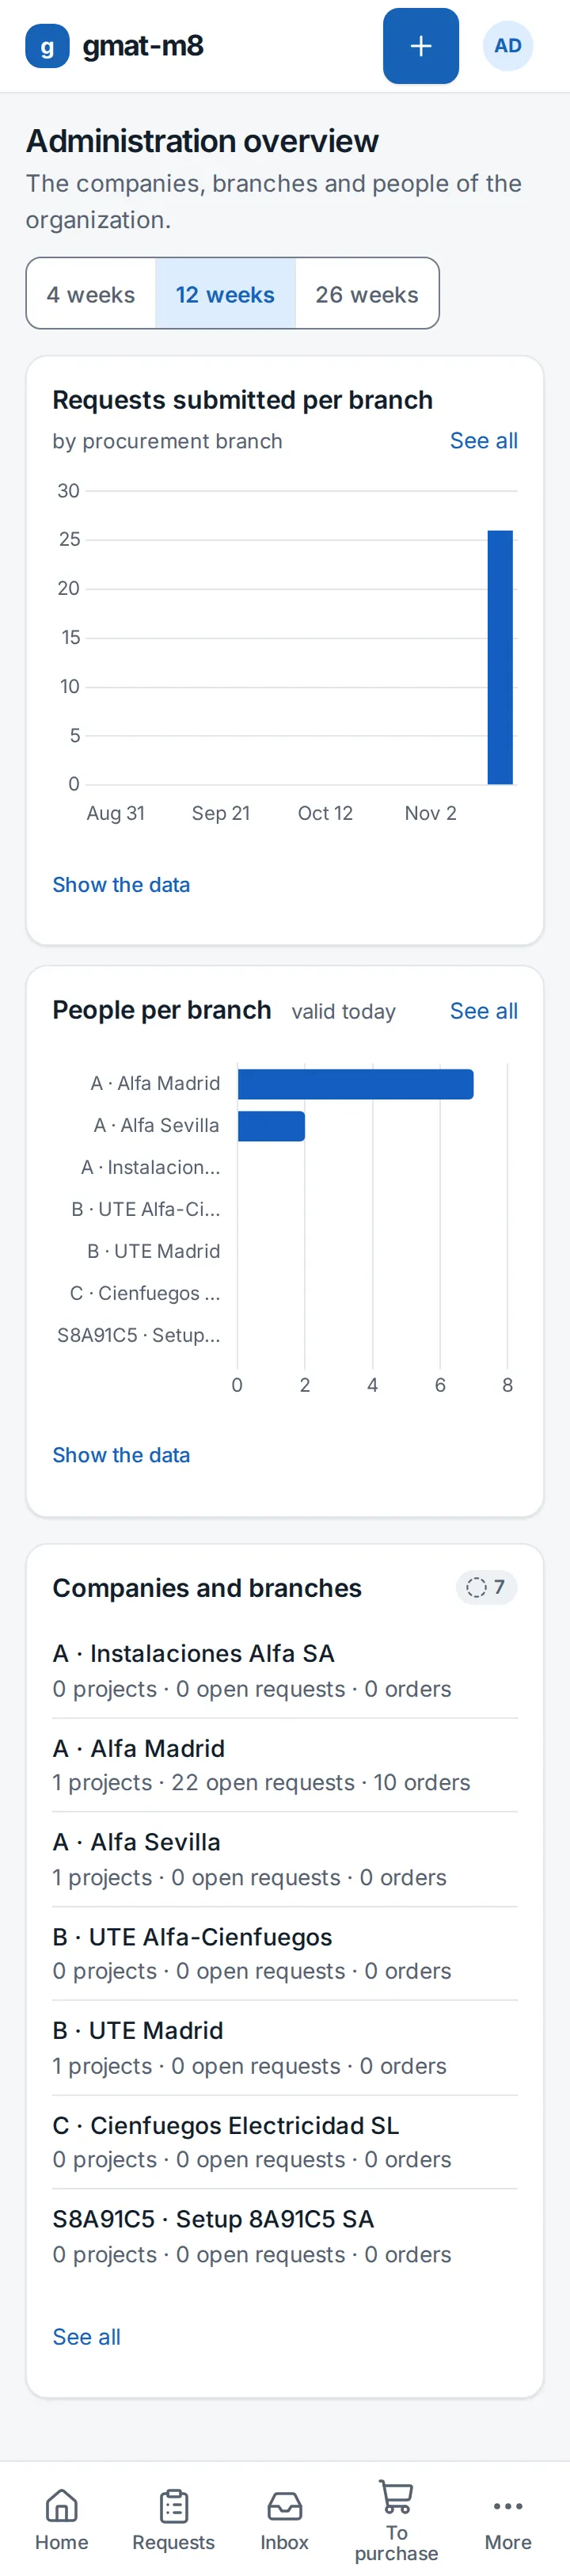 g gmat-m8 AD
Administration overview
The companies, branches and people of the
organization.
4 weeks 12 weeks 26 weeks
Requests submitted per branch
by procurement branch See all
30
25
20
15
10
5
0
Aug 31 Sep 21 Oct 12 Nov 2
Show the data
People per branch valid today See all
A · Alfa Madrid
A · Alfa Sevilla
A · Instalacion...
B · UTE Alfa-Ci...
B · UTE Madrid
C · Cienfuegos ...
S8A91C5 · Setup...
0 2 4 6 8
Show the data
Companies and branches 7
A · Instalaciones Alfa SA
0 projects · 0 open requests · 0 orders
A · Alfa Madrid
1 projects · 22 open requests · 10 orders
A · Alfa Sevilla
1 projects · 0 open requests · 0 orders
B · UTE Alfa-Cienfuegos
0 projects · 0 open requests · 0 orders
B · UTE Madrid
1 projects · 0 open requests · 0 orders
C · Cienfuegos Electricidad SL
0 projects · 0 open requests · 0 orders
S8A91C5 · Setup 8A91C5 SA
0 projects · 0 open requests · 0 orders
See all
Home Requests Inbox To purchase More